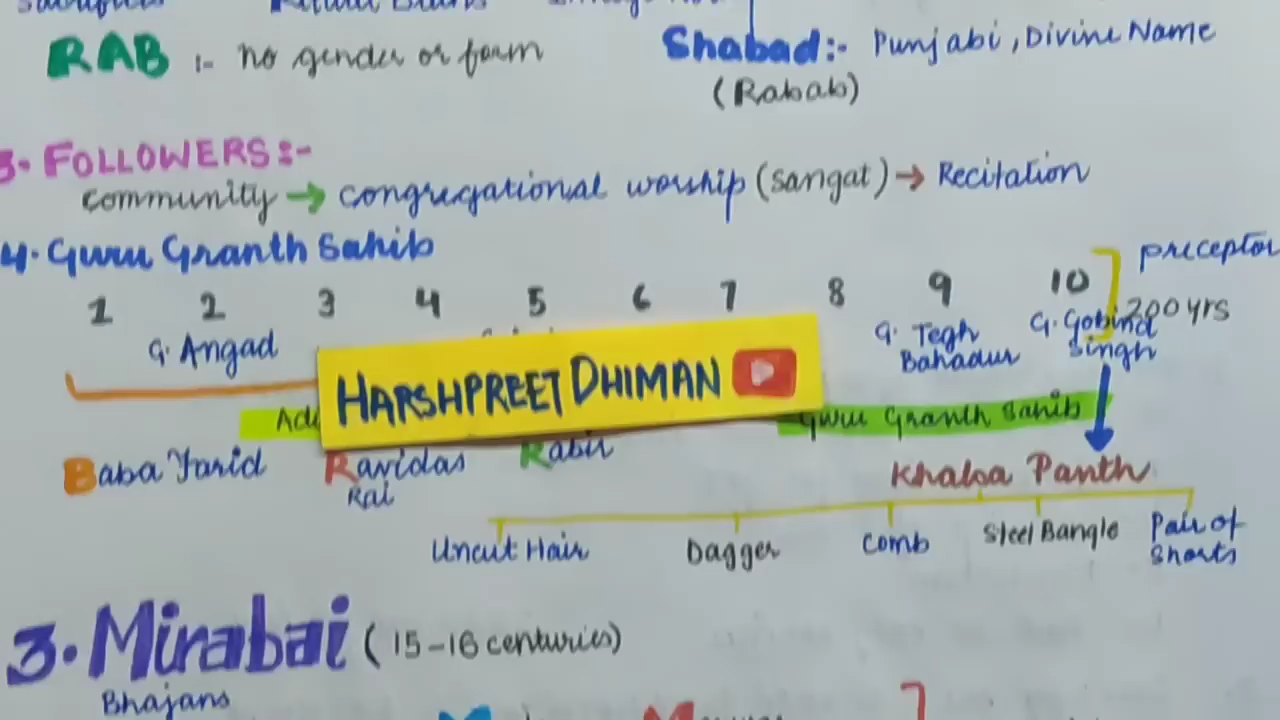 RAB :- no gender or form
Shabad:- Punjabi, Divine Name
(Rabab)
3. FOLLOWERS:-
community → congregational worship (sangat) → Recitation
4. Guru Granth Sahib
1 2 3 4 5 6 7 8 9 10
preceptor
200 yrs
G. Angad
G. Tegh Bahadur
G. Gobind Singh
HARSHPREET DHIMAN
Guru Granth Sahib
Baba Farid
Ravidas
Kabir
Rai
Khalsa Panth
Uncut Hair Dagger Comb Steel Bangle Pair of Shorts
3. Mirabai (15-16 centuries)
Bhajans